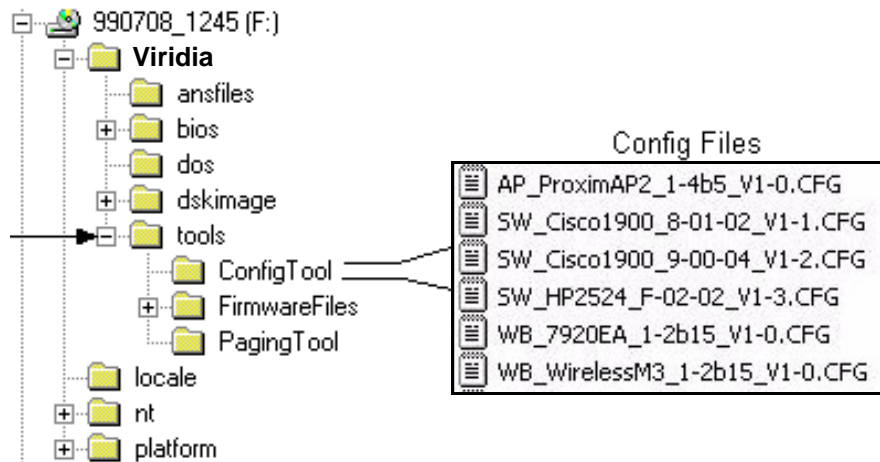 990708_1245 (F:)
Viridia
ansfiles
bios
dos
dskimage
tools
ConfigTool
FirmwareFiles
PagingTool
locale
nt
platform
Config Files
AP_ProximAP2_1-4b5_V1-0.CFG
SW_Cisco1900_8-01-02_V1-1.CFG
SW_Cisco1900_9-00-04_V1-2.CFG
SW_HP2524_F-02-02_V1-3.CFG
WB_7920EA_1-2b15_V1-0.CFG
WB_WirelessM3_1-2b15_V1-0.CFG